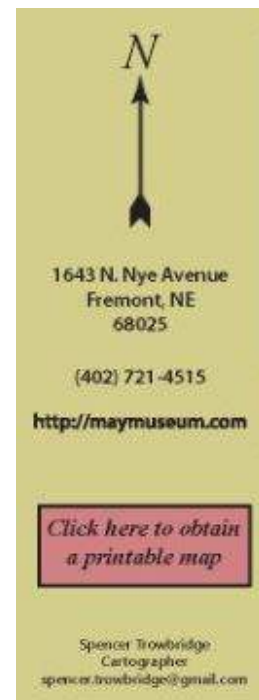 N
1643 N. Nye Avenue
Fremont, NE
68025
(402) 721-4515
http://maymuseum.com
Click here to obtain
a printable map
Spencer Trowbridge
Cartographer
spencer.trowbridge@gmail.com